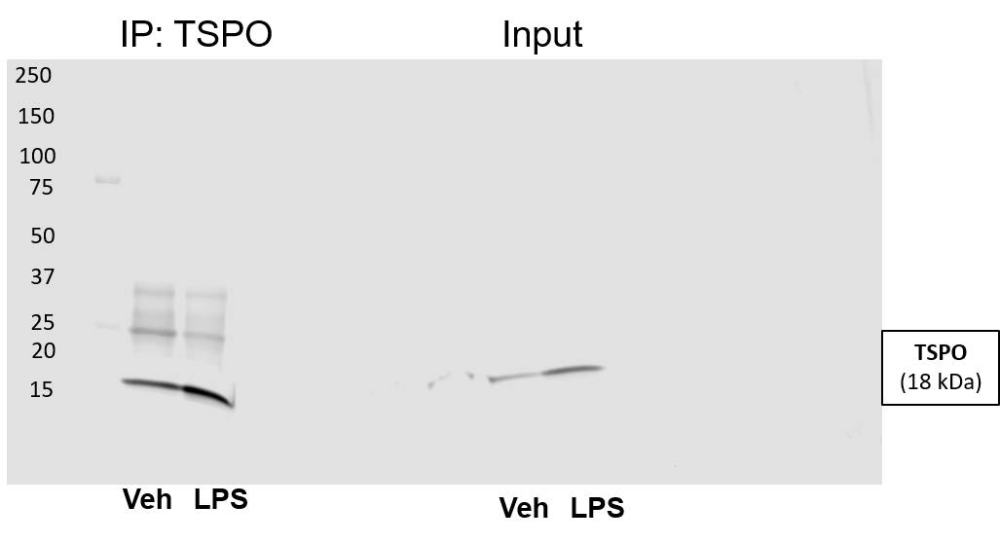 IP: TSPO
Input
250
150
100
75
50
37
25
20
15
TSPO
(18 kDa)
Veh LPS
Veh LPS